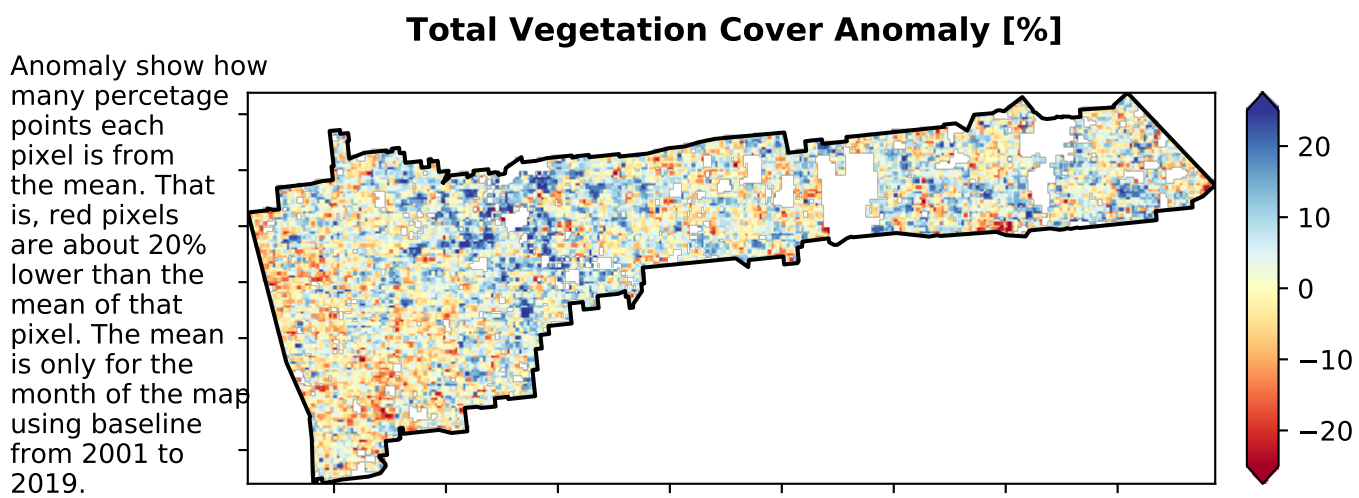 Total Vegetation Cover Anomaly [%]
Anomaly show how
many percetage
points each
pixel is from
the mean. That
is, red pixels
are about 20%
lower than the
mean of that
pixel. The mean
is only for the
month of the map
using baseline
from 2001 to
2019.
20
10
0
−10
−20